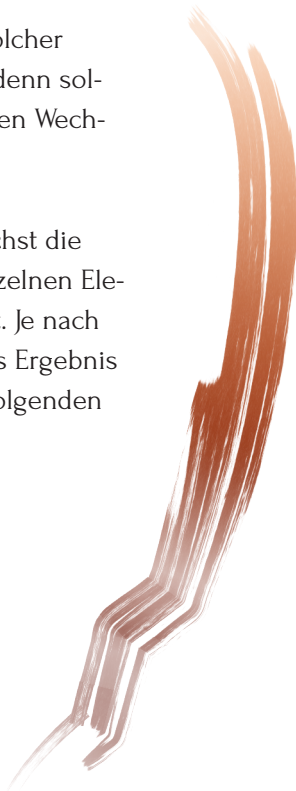 olcher
denn sol-
en Wech-
chst die
zelnen Ele-
. Je nach
s Ergebnis
olgenden